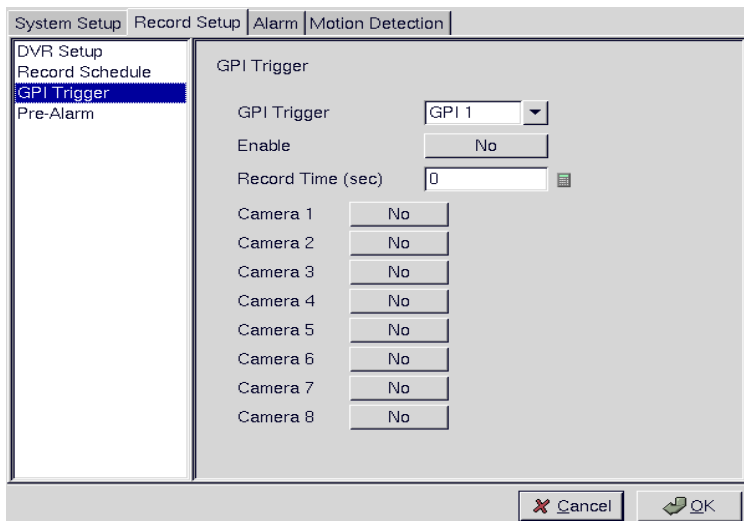 System Setup Record Setup Alarm Motion Detection
DVR Setup
Record Schedule
GPI Trigger
Pre-Alarm
GPI Trigger
GPI Trigger GPI 1
Enable No
Record Time (sec) 0
Camera 1 No
Camera 2 No
Camera 3 No
Camera 4 No
Camera 5 No
Camera 6 No
Camera 7 No
Camera 8 No
Cancel OK